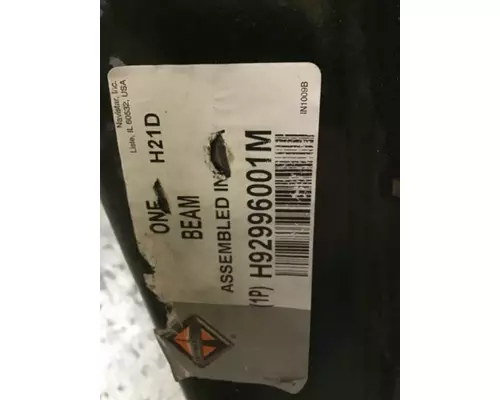 Navistar, Inc.
Lisle, IL 60532, USA
IN1009B
ONE H21D
BEAM
ASSEMBLED IN
(1P) H92996001M